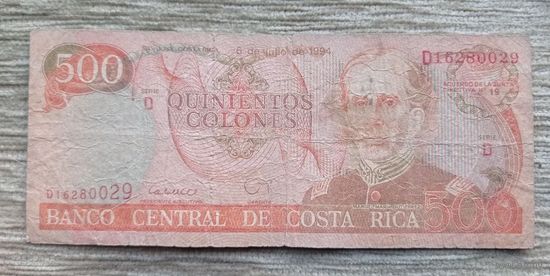 500
6 de julio de 1994
D16280029
SERIE
D
QUINIENTOS
COLONES
SERIE
D
D16280029
500
BANCO CENTRAL DE COSTA RICA